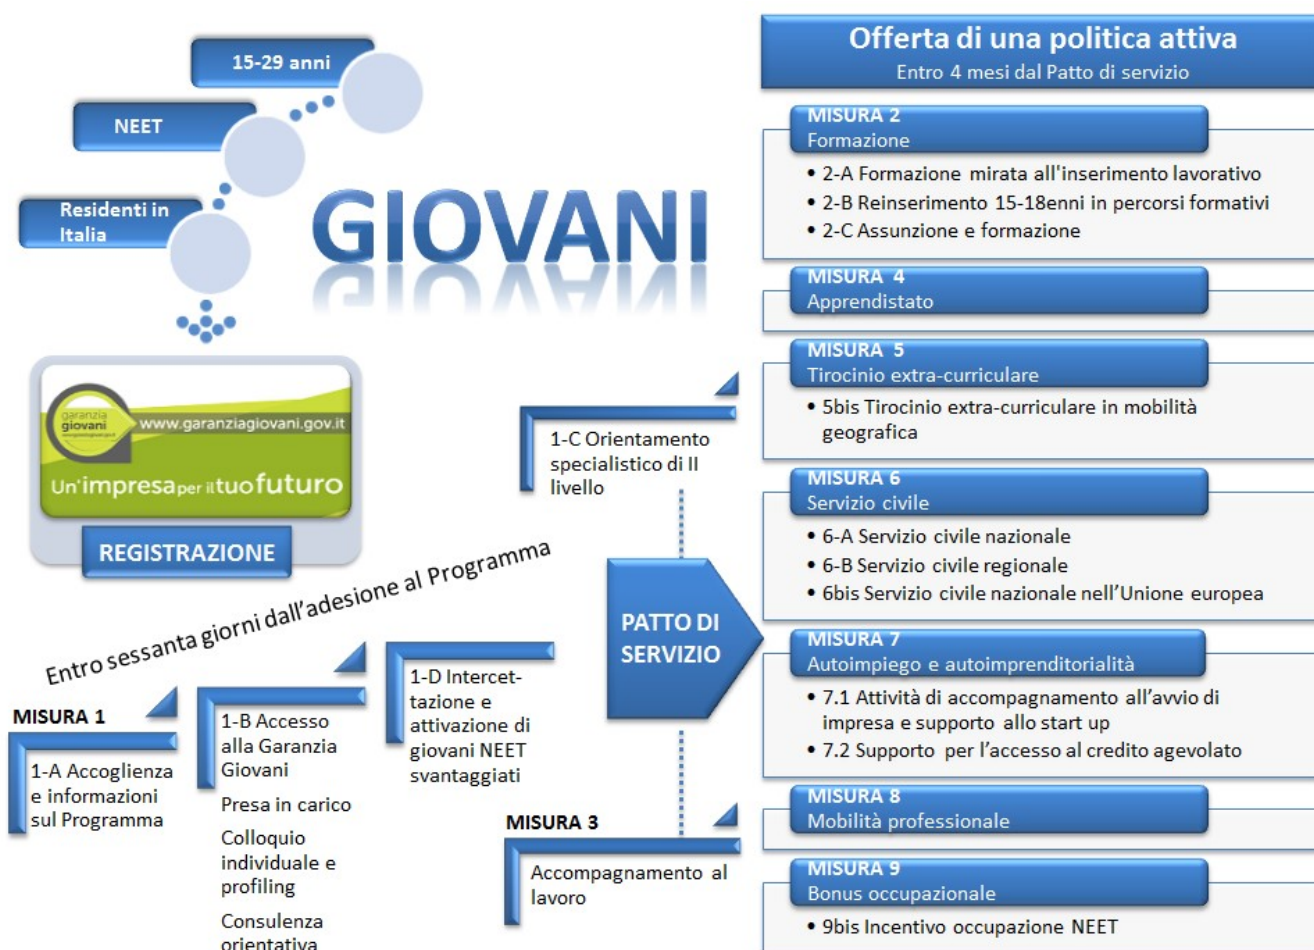 15-29 anni
NEET
Residenti in
Italia
GIOVANI
garanzia
giovani
www.garanziagiovani.gov.it
Un'impresa per il tuo futuro
REGISTRAZIONE
Entro sessanta giorni dall'adesione al Programma
MISURA 1
1-A Accoglienza
e informazioni
sul Programma
1-B Accesso
alla Garanzia
Giovani
Presa in carico
Colloquio
individuale e
profiling
Consulenza
orientativa
1-D Intercet-
tazione e
attivazione di
giovani NEET
svantaggiati
1-C Orientamento
specialistico di II
livello
PATTO DI
SERVIZIO
MISURA 3
Accompagnamento al
lavoro
Offerta di una politica attiva
Entro 4 mesi dal Patto di servizio
MISURA 2
Formazione
• 2-A Formazione mirata all'inserimento lavorativo
• 2-B Reinserimento 15-18enni in percorsi formativi
• 2-C Assunzione e formazione
MISURA 4
Apprendistato
MISURA 5
Tirocinio extra-curriculare
• 5bis Tirocinio extra-curriculare in mobilità
geografica
MISURA 6
Servizio civile
• 6-A Servizio civile nazionale
• 6-B Servizio civile regionale
• 6bis Servizio civile nazionale nell'Unione europea
MISURA 7
Autoimpiego e autoimprenditorialità
• 7.1 Attività di accompagnamento all'avvio di
impresa e supporto allo start up
• 7.2 Supporto per l'accesso al credito agevolato
MISURA 8
Mobilità professionale
MISURA 9
Bonus occupazionale
• 9bis Incentivo occupazione NEET